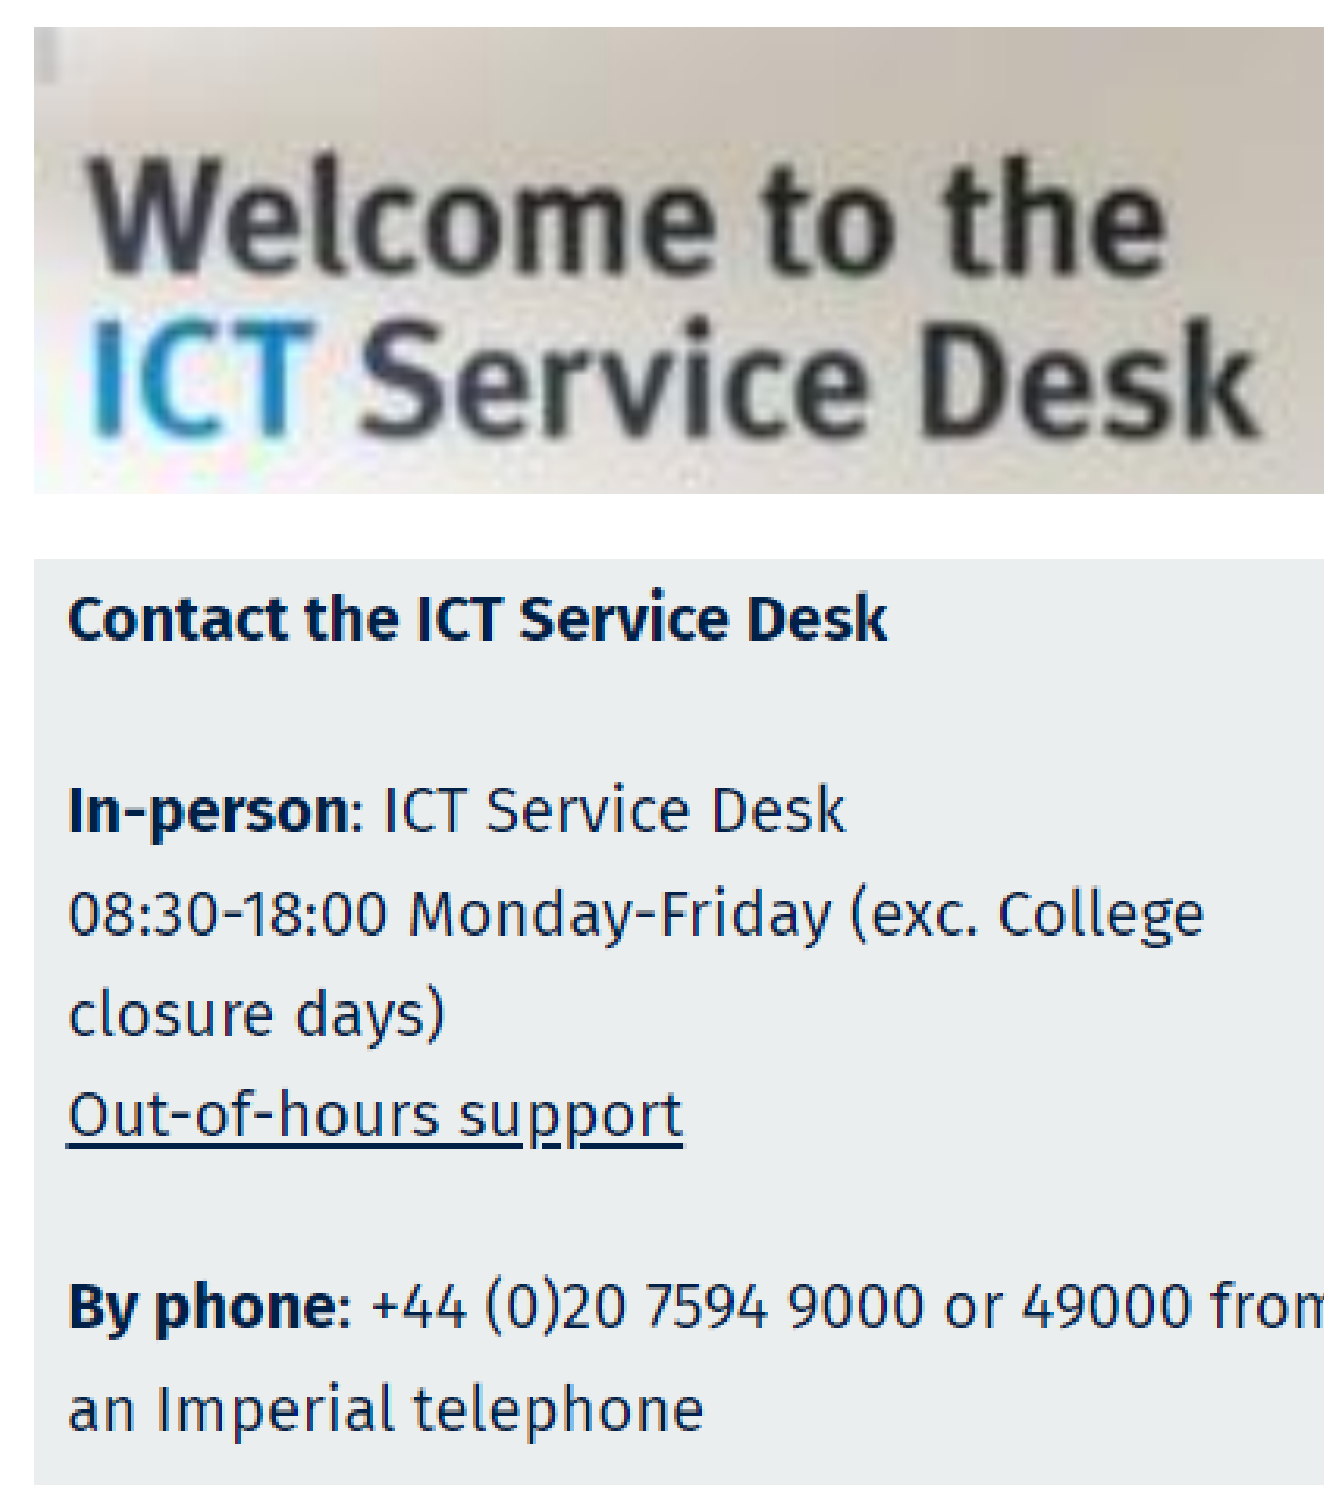 Welcome to the
ICT Service Desk
Contact the ICT Service Desk
In-person: ICT Service Desk
08:30-18:00 Monday-Friday (exc. College
closure days)
Out-of-hours support
By phone: +44 (0)20 7594 9000 or 49000 from
an Imperial telephone